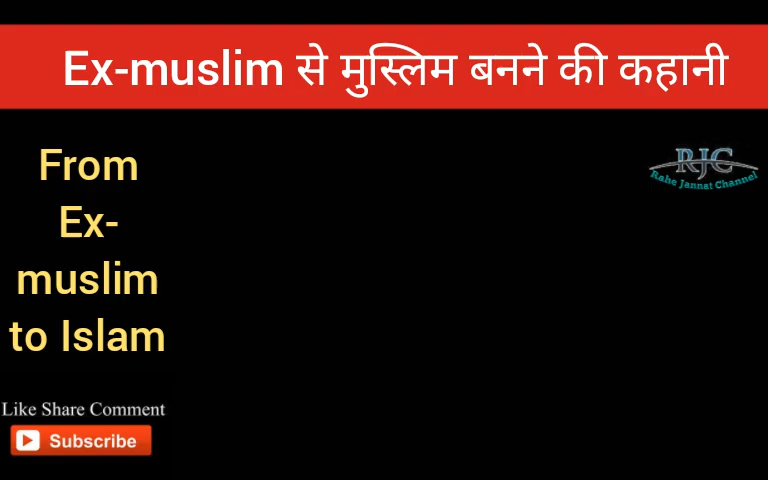 Ex-muslim से मुस्लिम बनने की कहानी
From
Ex-
muslim
to Islam
RJC
Rahe Jannat Channel
Like Share Comment
Subscribe